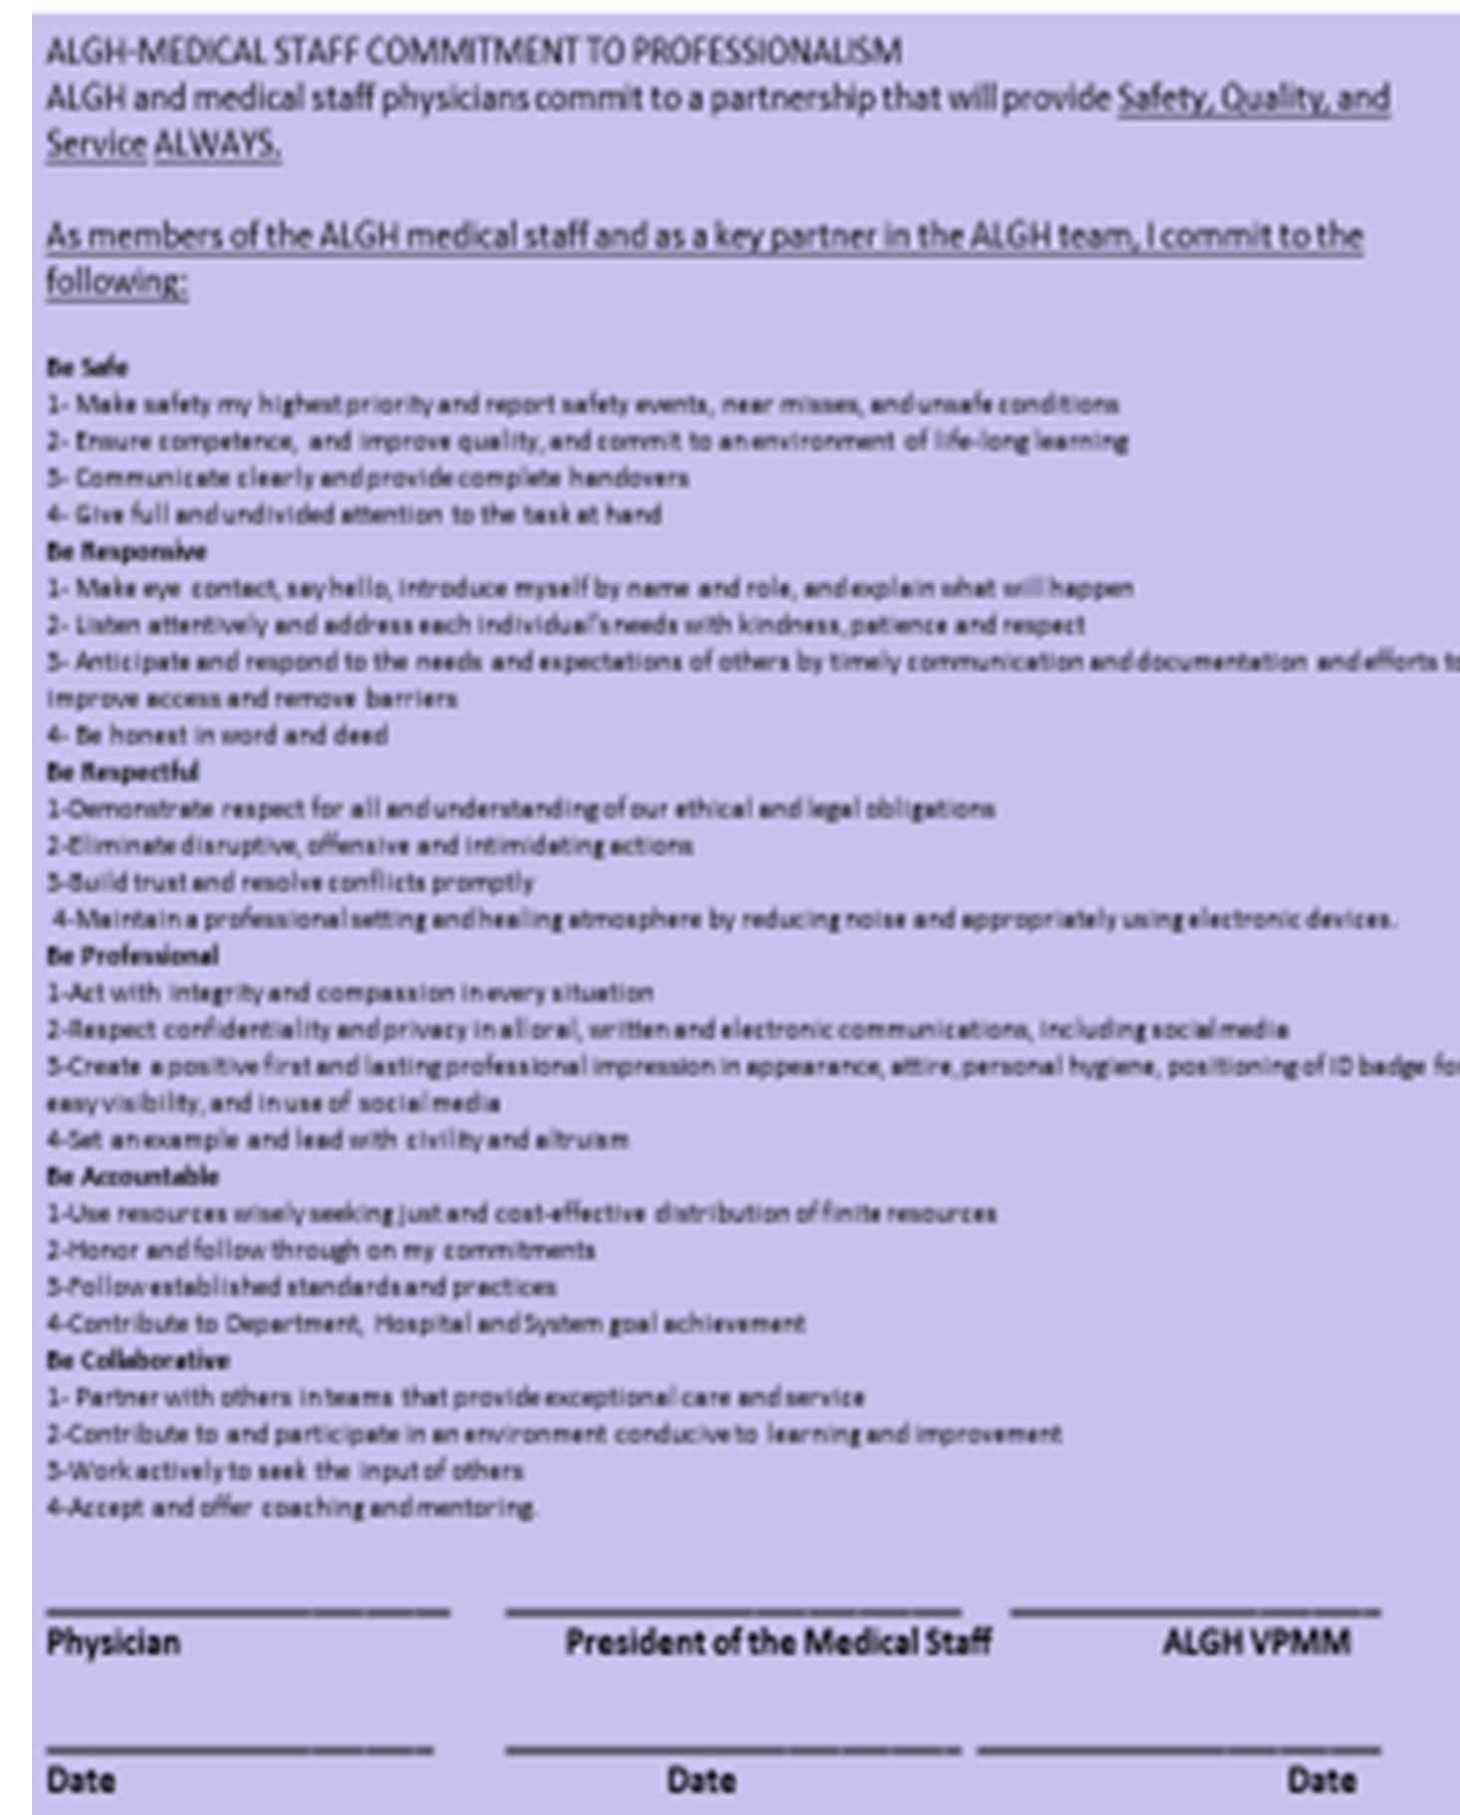 ALGH-MEDICAL STAFF COMMITMENT TO PROFESSIONALISM
ALGH and medical staff physicians commit to a partnership that will provide Safety, Quality, and
Service ALWAYS.
As members of the ALGH medical staff and as a key partner in the ALGH team, I commit to the
following:
Be Safe
1- Make safety my highest priority and report safety events, near misses, and unsafe conditions
2- Ensure competence, and improve quality, and commit to an environment of life-long learning
3- Communicate clearly and provide complete handovers
4- Give full and undivided attention to the task at hand
Be Responsive
1- Make eye contact, say hello, introduce myself by name and role, and explain what will happen
2- Listen attentively and address each individual's needs with kindness, patience and respect
3- Anticipate and respond to the needs and expectations of others by timely communication and documentation and efforts to
improve access and remove barriers
4- Be honest in word and deed
Be Respectful
1-Demonstrate respect for all and understanding of our ethical and legal obligations
2-Eliminate disruptive, offensive and intimidating actions
3-Build trust and resolve conflicts promptly
4-Maintain a professional setting and healing atmosphere by reducing noise and appropriately using electronic devices.
Be Professional
1-Act with integrity and compassion in every situation
2-Respect confidentiality and privacy in all oral, written and electronic communications, including social media
3-Create a positive first and lasting professional impression in appearance, attire, personal hygiene, positioning of ID badge for
easy visibility, and in use of social media
4-Set an example and lead with civility and altruism
Be Accountable
1-Use resources wisely seeking just and cost-effective distribution of finite resources
2-Honor and follow through on my commitments
3-Follow established standards and practices
4-Contribute to Department, Hospital and System goal achievement
Be Collaborative
1- Partner with others in teams that provide exceptional care and service
2-Contribute to and participate in an environment conducive to learning and improvement
3-Work actively to seek the input of others
4-Accept and offer coaching and mentoring.
Physician President of the Medical Staff ALGH VPMM
Date Date Date